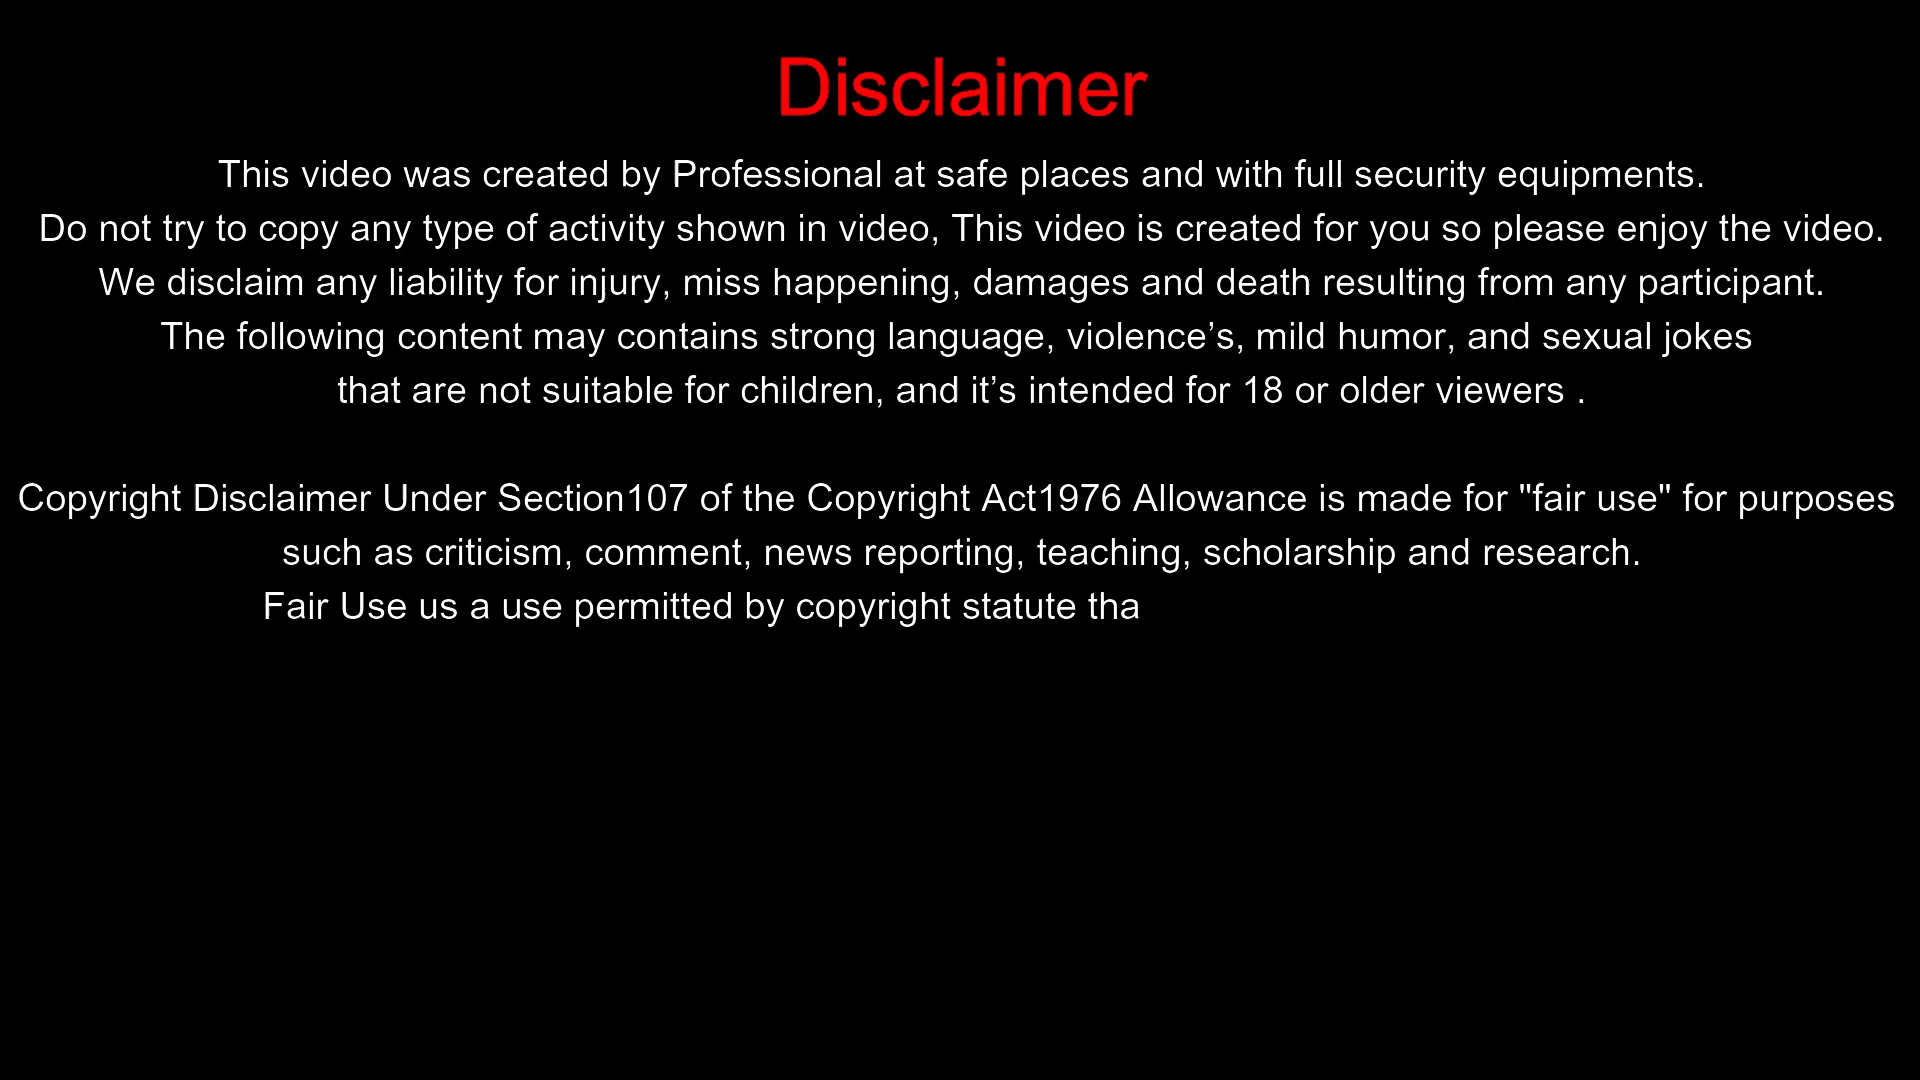 Disclaimer
This video was created by Professional at safe places and with full security equipments.
Do not try to copy any type of activity shown in video, This video is created for you so please enjoy the video.
We disclaim any liability for injury, miss happening, damages and death resulting from any participant.
The following content may contains strong language, violence’s, mild humor, and sexual jokes
that are not suitable for children, and it’s intended for 18 or older viewers .
Copyright Disclaimer Under Section107 of the Copyright Act1976 Allowance is made for "fair use" for purposes
such as criticism, comment, news reporting, teaching, scholarship and research.
Fair Use us a use permitted by copyright statute tha